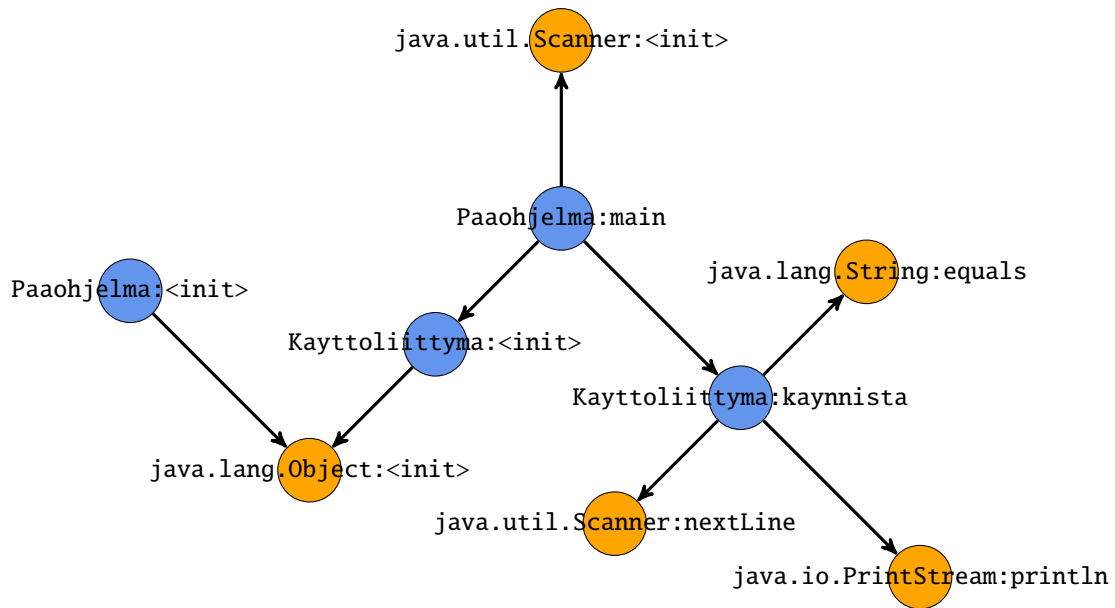 java.util.Scanner:<init>
Paaohjelma:main
java.lang.String:equals
Paaohjelma:<init>
Kayttoliittyma:<init>
Kayttoliittyma:kaynnista
java.lang.Object:<init>
java.util.Scanner:nextLine
java.io.PrintStream:println